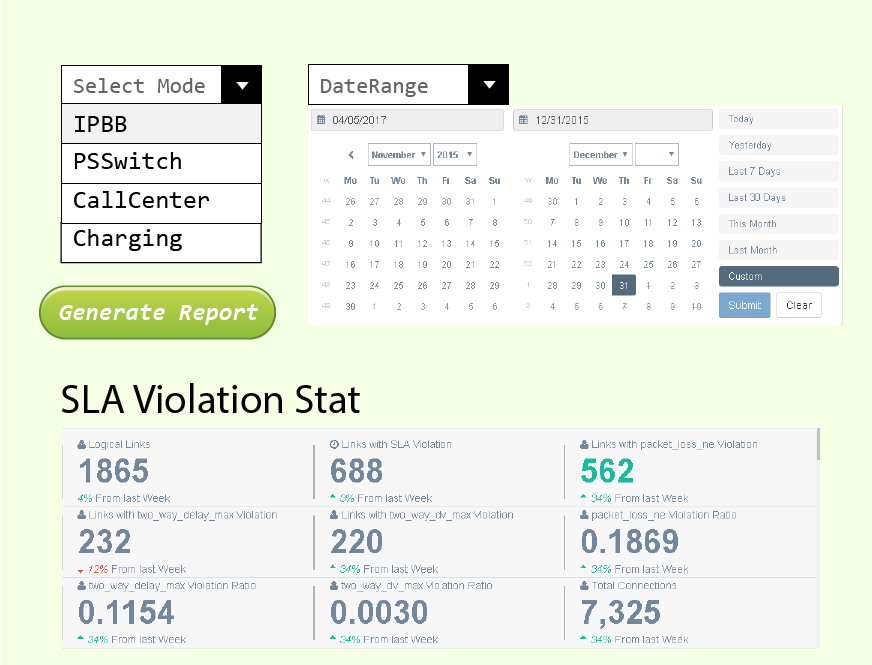 Select Mode
DateRange
IPBB
PSSwitch
CallCenter
Charging
Generate Report
04/05/2017
12/31/2015
November 2015
December
w Mo Tu We Th Fr Sa Su
44 26 27 28 29 30 31 1
45 2 3 4 5 6 7 8
46 9 10 11 12 13 14 15
47 16 17 18 19 20 21 22
48 23 24 25 26 27 28 29
49 30 1 2 3 4 5 6
w Mo Tu We Th Fr Sa Su
49 30 1 2 3 4 5 6
50 7 8 9 10 11 12 13
51 14 15 16 17 18 19 20
52 21 22 23 24 25 26 27
1 28 29 30 31 1 2 3
2 4 5 6 7 8 9 10
Today
Yesterday
Last 7 Days
Last 30 Days
This Month
Last Month
Custom
Submit Clear
SLA Violation Stat
Logical Links
1865
4% From last Week
Links with SLA Violation
688
3% From last Week
Links with packet_loss_ne Violation
562
34% From last Week
Links with two_way_delay_max Violation
232
12% From last Week
Links with two_way_dv_max Violation
220
34% From last Week
packet_loss_ne Violation Ratio
0.1869
34% From last Week
two_way_delay_max Violation Ratio
0.1154
34% From last Week
two_way_dv_max Violation Ratio
0.0030
34% From last Week
Total Connections
7,325
34% From last Week